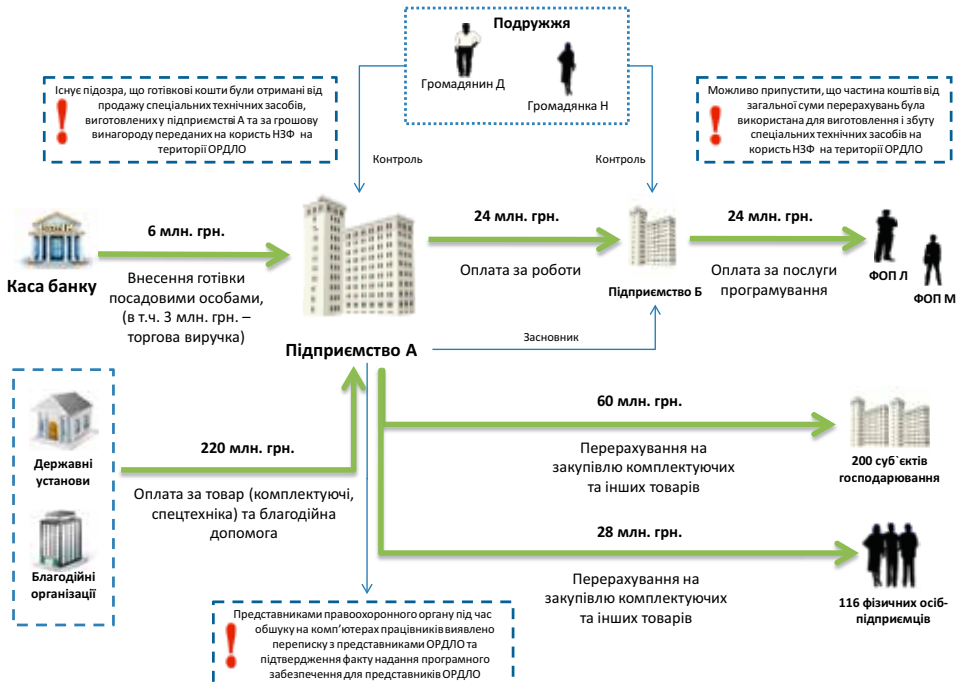 Подружжя
Громадянин Д
Громадянка Н
Існує підозра, що готівкові кошти були отримані від
продажу спеціальних технічних засобів,
виготовлених у підприємстві А та за грошову
винагороду переданих на користь НЗФ на
території ОРДЛО
Можливо припустити, що частина коштів від
загальної суми перерахувань була
використана для виготовлення і збуту
спеціальних технічних засобів на
користь НЗФ на території ОРДЛО
Контроль
Контроль
Каса банку
6 млн. грн.
Внесення готівки
посадовими особами,
(в т.ч. 3 млн. грн. –
торгова виручка)
Підприємство А
24 млн. грн.
Оплата за роботи
Підприємство Б
24 млн. грн.
Оплата за послуги
програмування
ФОП Л
ФОП М
Засновник
Державні
установи
Благодійні
організації
220 млн. грн.
Оплата за товар (комплектуючі,
спецтехніка) та благодійна
допомога
60 млн. грн.
Перерахування на
закупівлю комплектуючих
та інших товарів
200 суб`єктів
господарювання
28 млн. грн.
Перерахування на
закупівлю комплектуючих
та інших товарів
116 фізичних осіб-
підприємців
Представниками правоохоронного органу під час
обшуку на комп’ютерах працівників виявлено
переписку з представниками ОРДЛО та
підтвердження факту надання програмного
забезпечення для представників ОРДЛО